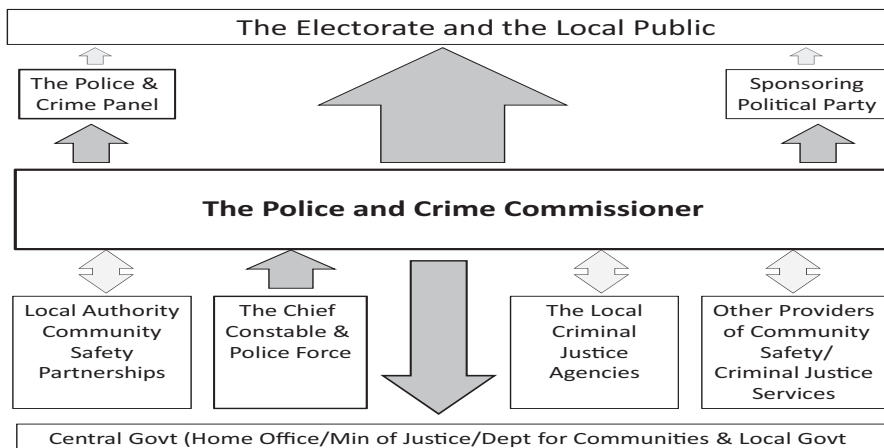 The Electorate and the Local Public
The Police &
Crime Panel
Sponsoring
Political Party
The Police and Crime Commissioner
Local Authority
Community
Safety
Partnerships
The Chief
Constable &
Police Force
The Local
Criminal
Justice
Agencies
Other Providers
of Community
Safety/
Criminal Justice
Services
Central Govt (Home Office/Min of Justice/Dept for Communities & Local Govt